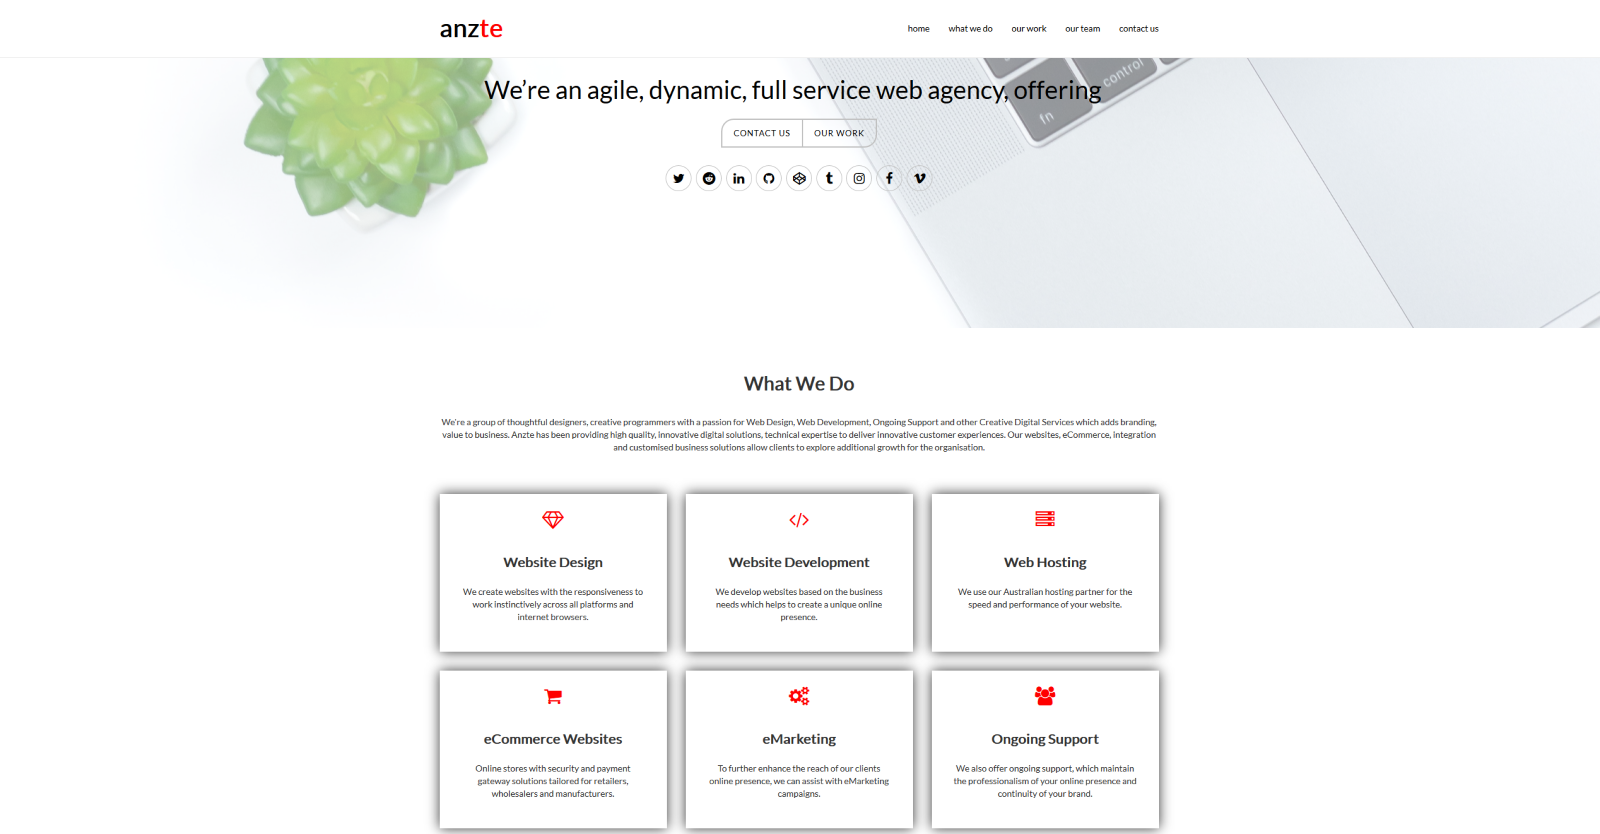 anzte
home what we do our work our team contact us
We’re an agile, dynamic, full service web agency, offering
control
fn
CONTACT US OUR WORK
What We Do
We're a group of thoughtful designers, creative programmers with a passion for Web Design, Web Development, Ongoing Support and other Creative Digital Services which adds branding,
value to business. Anzte has been providing high quality, innovative digital solutions, technical expertise to deliver innovative customer experiences. Our websites, eCommerce, integration
and customised business solutions allow clients to explore additional growth for the organisation.
Website Design
We create websites with the responsiveness to
work instinctively across all platforms and
internet browsers.
Website Development
We develop websites based on the business
needs which helps to create a unique online
presence.
Web Hosting
We use our Australian hosting partner for the
speed and performance of your website.
eCommerce Websites
Online stores with security and payment
gateway solutions tailored for retailers,
wholesalers and manufacturers.
eMarketing
To further enhance the reach of our clients
online presence, we can assist with eMarketing
campaigns.
Ongoing Support
We also offer ongoing support, which maintain
the professionalism of your online presence and
continuity of your brand.